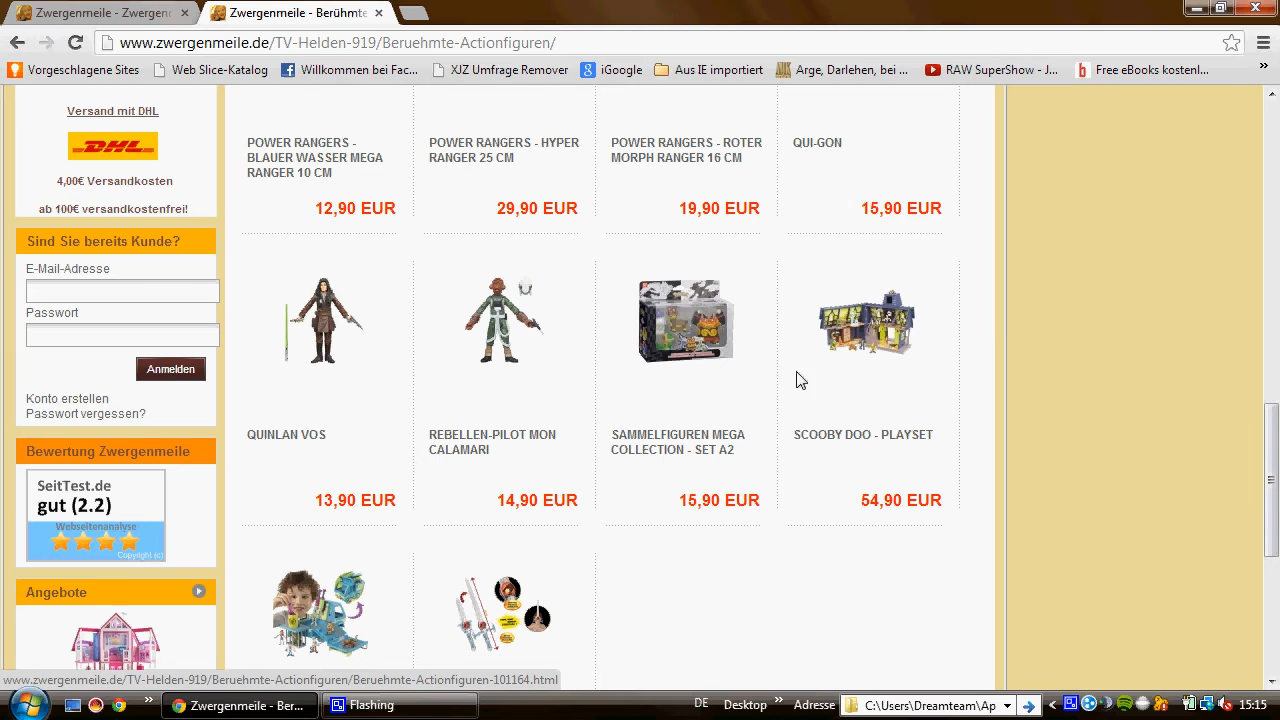 Zwergenmeile - Zwergen
Zwergenmeile - Berühmte
www.zwergenmeile.de/TV-Helden-919/Beruehmte-Actionfiguren/
Vorgeschlagene Sites
Web Slice-Katalog
Willkommen bei Fac...
XJZ Umfrage Remover
iGoogle
Aus IE importiert
Arge, Darlehen, bei ...
RAW SuperShow - J...
Free eBooks kostenl...
Versand mit DHL
DHL
4,00€ Versandkosten
ab 100€ versandkostenfrei!
Sind Sie bereits Kunde?
E-Mail-Adresse
Passwort
Anmelden
Konto erstellen
Passwort vergessen?
Bewertung Zwergenmeile
SeitTest.de
gut (2.2)
Webseitenanalyse
Copyright (c)
Angebote
POWER RANGERS -
BLAUER WASSER MEGA
RANGER 10 CM
12,90 EUR
POWER RANGERS - HYPER
RANGER 25 CM
29,90 EUR
POWER RANGERS - ROTER
MORPH RANGER 16 CM
19,90 EUR
QUI-GON
15,90 EUR
QUINLAN VOS
13,90 EUR
REBELLEN-PILOT MON
CALAMARI
14,90 EUR
SAMMELFIGUREN MEGA
COLLECTION - SET A2
15,90 EUR
SCOOBY DOO - PLAYSET
54,90 EUR
www.zwergenmeile.de/TV-Helden-919/Beruehmte-Actionfiguren/Beruehmte-Actionfiguren-101164.html
Zwergenmeile - Ber...
Flashing
DE
Desktop
Adresse
C:\Users\Dreamteam\Ap
15:15